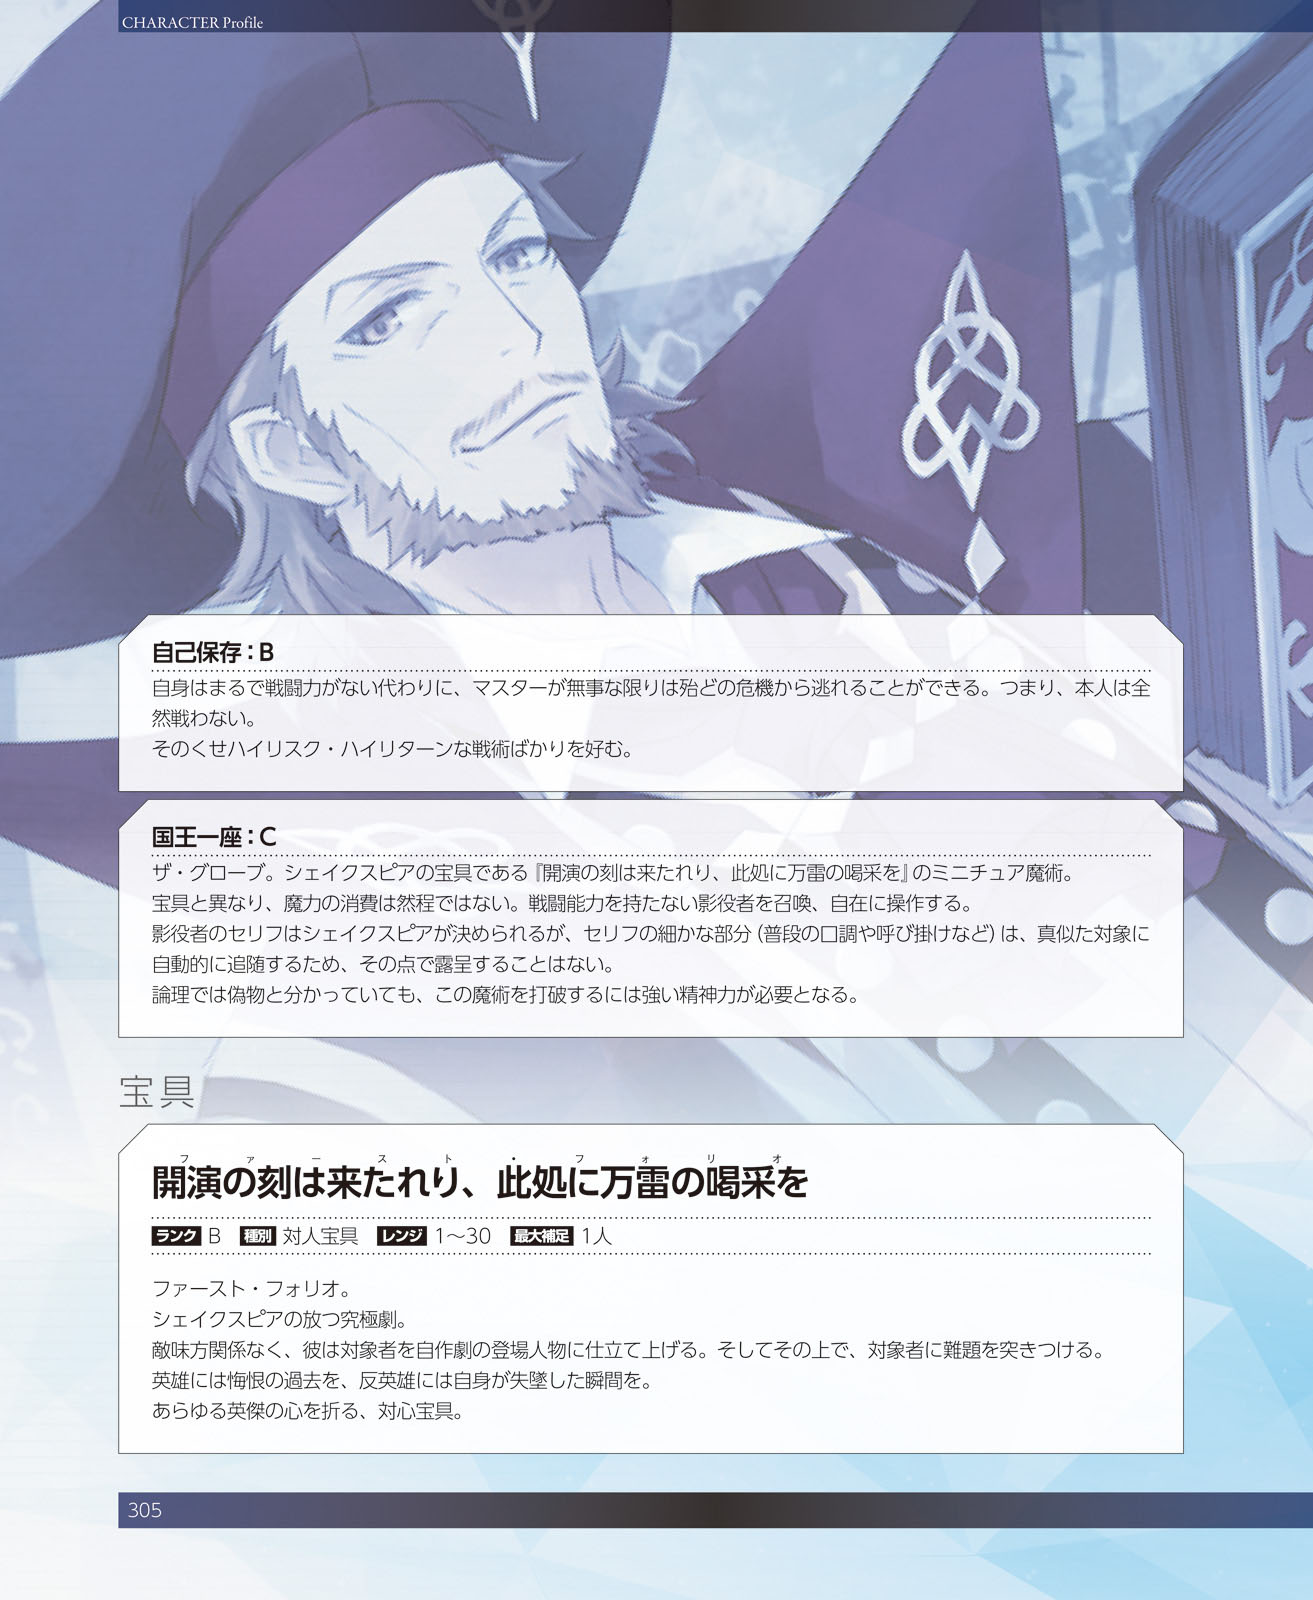 CHARACTER Profile
自己保存:B
自身はまるで戦闘力がない代わりに、マスターが無事な限りは殆どの危機から逃れることができる。つまり、本人は全
然戦わない。
そのくせハイリスク・ハイリターンな戦術ばかりを好む。
国王一座:C
ザ・グローブ。シェイクスピアの宝具である『開演の刻は来たれり、此処に万雷の喝采を』のミニチュア魔術。
宝具と異なり、魔力の消費は然程ではない。戦闘能力を持たない影役者を召喚、自在に操作する。
影役者のセリフはシェイクスピアが決められるが、セリフの細かな部分(普段の口調や呼び掛けなど)は、真似た対象に
自動的に追随するため、その点で露呈することはない。
論理では偽物と分かっていても、この魔術を打破するには強い精神力が必要となる。
宝具
ファースト・フォリオ
開演の刻は来たれり、此処に万雷の喝采を
ランク B 種別 対人宝具 レンジ 1〜30 最大補足 1人
ファースト・フォリオ。
シェイクスピアの放つ究極劇。
敵味方関係なく、彼は対象者を自作劇の登場人物に仕立て上げる。そしてその上で、対象者に難題を突きつける。
英雄には悔恨の過去を、反英雄には自身が失墜した瞬間を。
あらゆる英傑の心を折る、対心宝具。
305